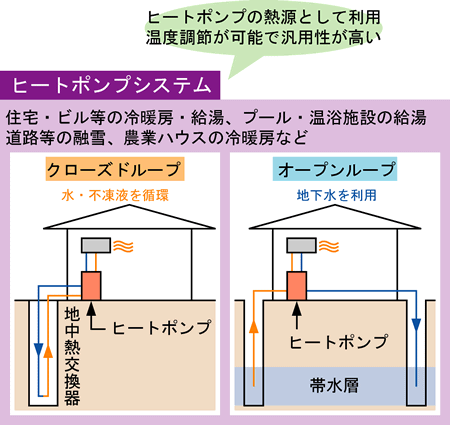 ヒートポンプの熱源として利用
温度調節が可能で汎用性が高い
ヒートポンプシステム
住宅・ビル等の冷暖房・給湯、プール・温浴施設の給湯
道路等の融雪、農業ハウスの冷暖房など
クローズドループ
水・不凍液を循環
地中熱交換器
ヒートポンプ
オープンループ
地下水を利用
ヒートポンプ
帯水層